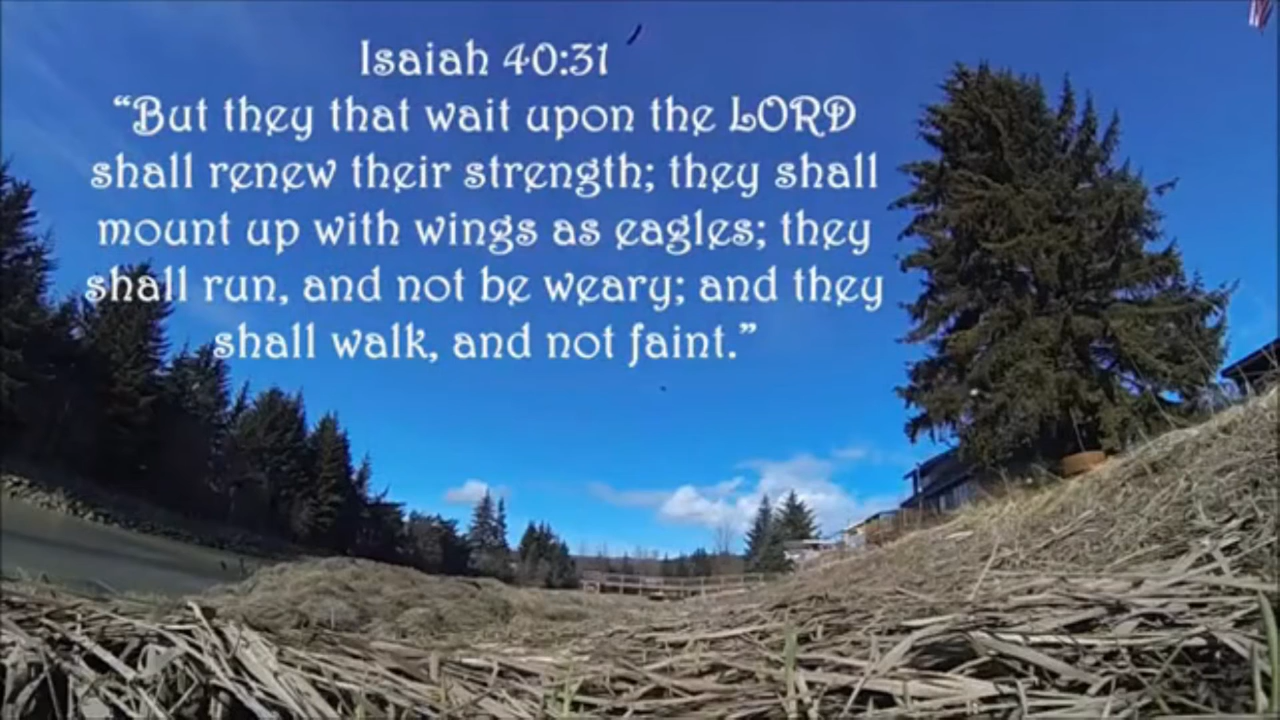 Isaiah 40:31
“But they that wait upon the LORD
shall renew their strength; they shall
mount up with wings as eagles; they
shall run, and not be weary; and they
shall walk, and not faint.”